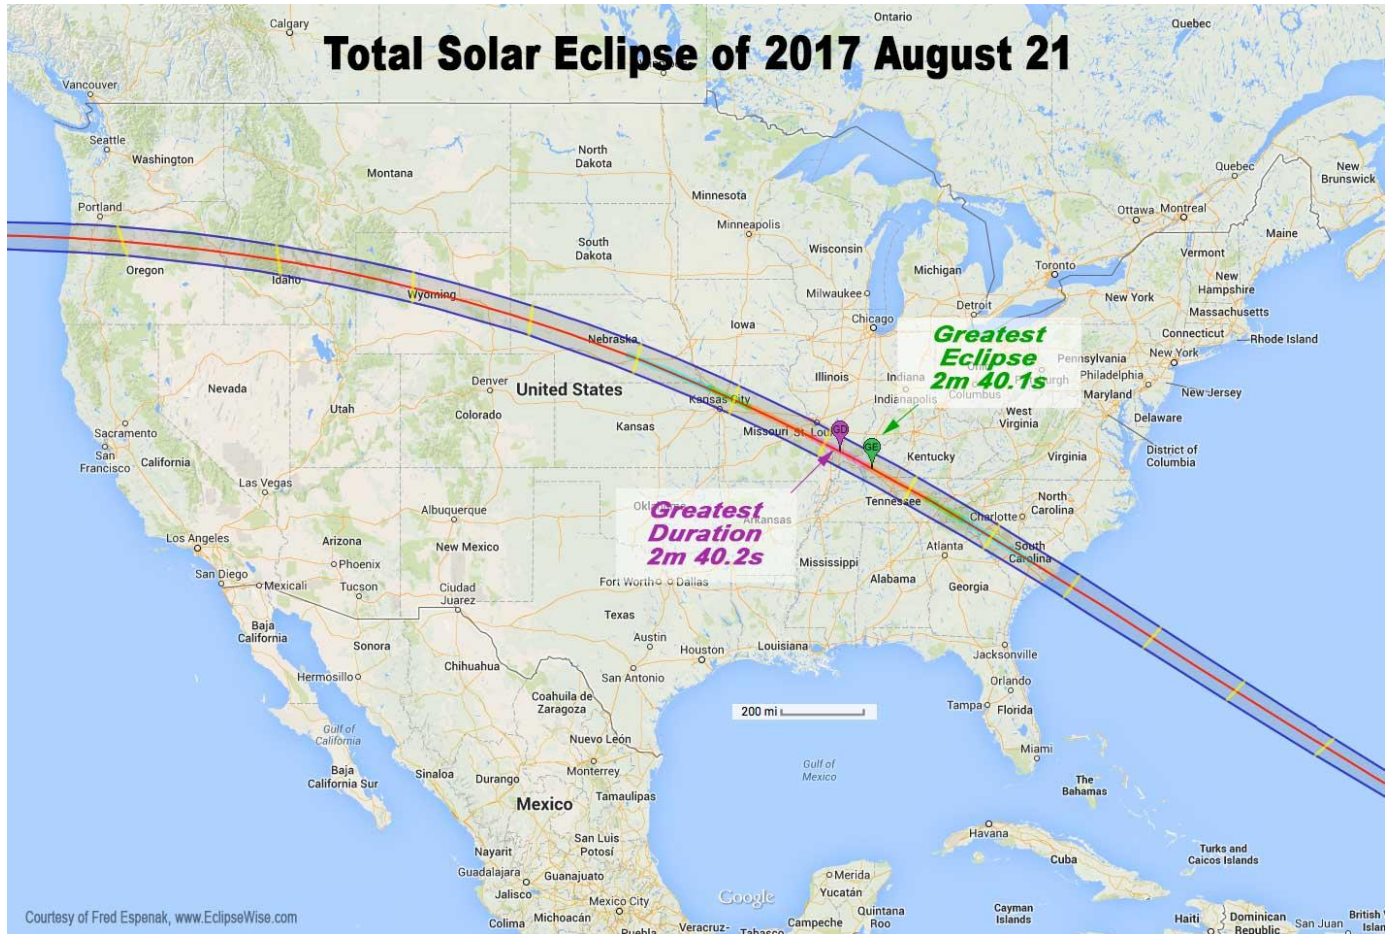 Total Solar Eclipse of 2017 August 21
Calgary
Ontario
Quebec
Vancouver
Seattle
Washington
North
Dakota
Montana
Quebec
New
Brunswick
Portland
Minnesota
Minneapolis
Ottawa
Montreal
Maine
Oregon
Idaho
Wyoming
South
Dakota
Wisconsin
Michigan
Toronto
Vermont
New
Hampshire
Milwaukee
Detroit
New York
Massachusetts
Iowa
Chicago
Connecticut
Rhode Island
Nebraska
Greatest
Eclipse
2m 40.1s
Pennsylvania
New York
Nevada
Utah
Denver
United States
Colorado
Kansas City
Illinois
Indiana
Indianapolis
Columbus
Philadelphia
Maryland
New Jersey
Delaware
Sacramento
San
Francisco
California
Kansas
Missouri
GD
GE
West
Virginia
Kentucky
Virginia
District of
Columbia
Las Vegas
Tennessee
North
Carolina
Charlotte
Los Angeles
Albuquerque
Arizona
New Mexico
Greatest
Duration
2m 40.2s
Arkansas
Atlanta
South
Carolina
Mississippi
Alabama
Georgia
San Diego
Mexicali
Phoenix
Tucson
Ciudad
Juarez
Fort Worth
Dallas
Texas
Baja
California
Sonora
Austin
Houston
Louisiana
Jacksonville
Hermosillo
Chihuahua
San Antonio
Orlando
Tampa
Florida
Coahuila de
Zaragoza
200 mi
Gulf of
California
Nuevo León
Miami
Gulf of
Mexico
Baja
California Sur
Sinaloa
Durango
Monterrey
The
Bahamas
Mexico
Tamaulipas
Havana
San Luis
Potosí
Nayarit
Cuba
Turks and
Caicos Islands
Guadalajara
Guanajuato
Merida
Jalisco
Google
Yucatán
Mexico City
Quintana
Roo
Cayman
Islands
Colima
Michoacán
Puebla
Veracruz-
Tabasco
Campeche
Haiti
Dominican
Republic
San Juan
Courtesy of Fred Espenak, www.EclipseWise.com